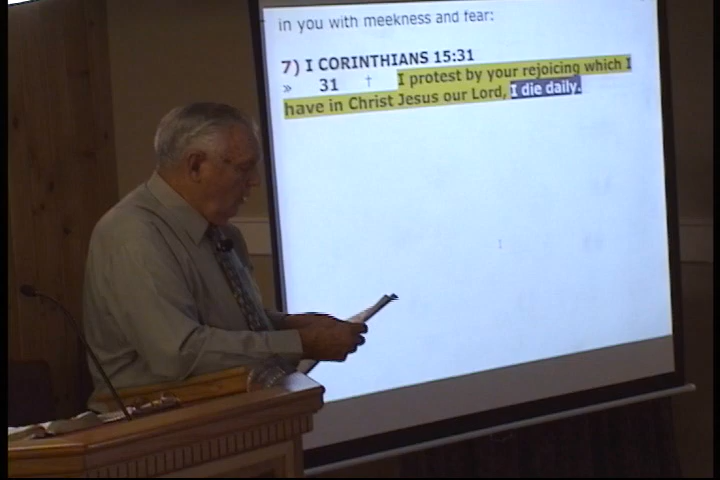 in you with meekness and fear:
7) I CORINTHIANS 15:31
» 31 † I protest by your rejoicing which I
have in Christ Jesus our Lord, I die daily.